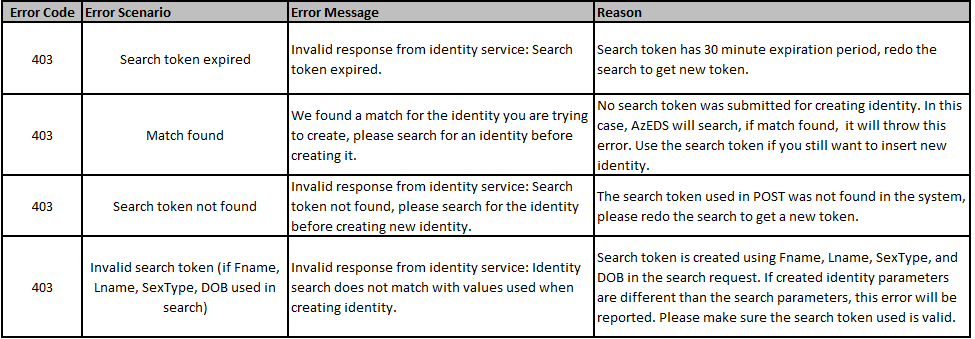 Error Code Error Scenario Error Message Reason
403
Search token expired
Invalid response from identity service: Search
token expired.
Search token has 30 minute expiration period, redo the
search to get new token.
403
Match found
We found a match for the identity you are trying
to create, please search for an identity before
creating it.
No search token was submitted for creating identity. In this
case, AzEDS will search, if match found,  it will throw this
error. Use the search token if you still want to insert new
identity.
403
Search token not found
Invalid response from identity service: Search
token not found, please search for the identity
before creating new identity.
The search token used in POST was not found in the system,
please redo the search to get a new token.
403
Invalid search token (if Fname,
Lname, SexType, DOB used in
search)
Invalid response from identity service: Identity
search does not match with values used when
creating identity.
Search token is created using Fname, Lname, SexType, and
DOB in the search request. If created identity parameters
are different than the search parameters, this error will be
reported. Please make sure the search token used is valid.